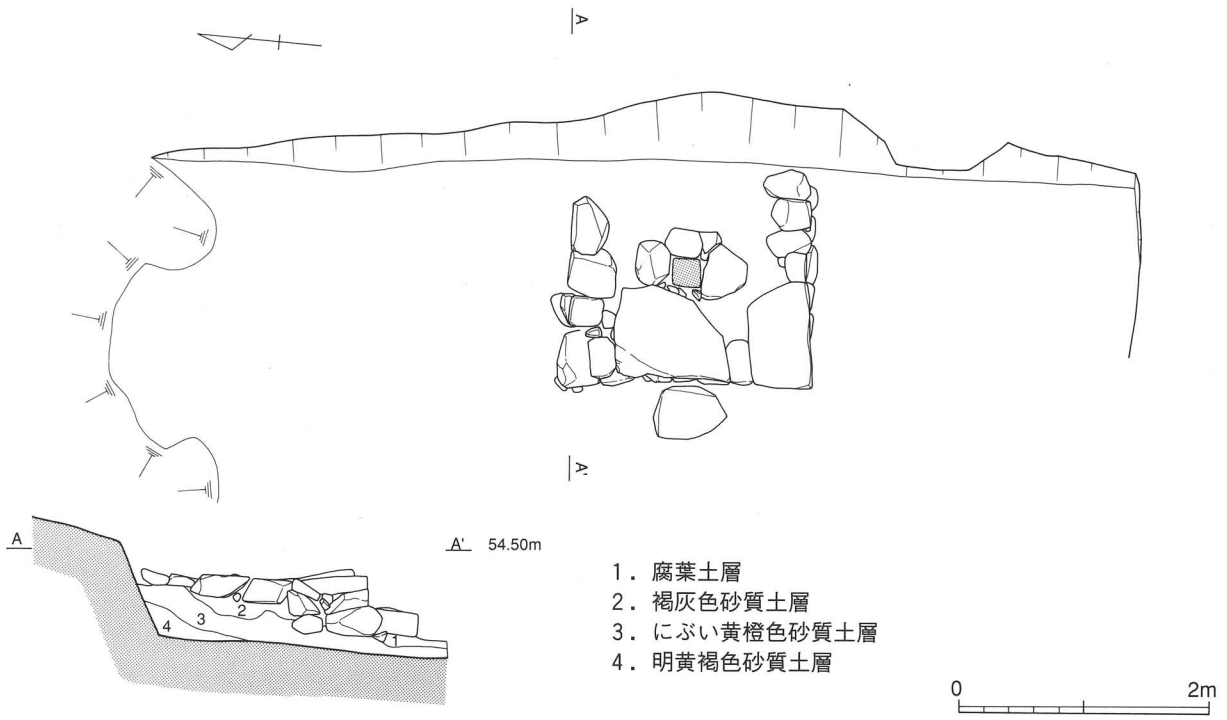 A
A'
A
A' 54.50m
2
3
4
1
1. 腐葉土層
2. 褐灰色砂質土層
3. にぶい黄橙色砂質土層
4. 明黄褐色砂質土層
0 2m